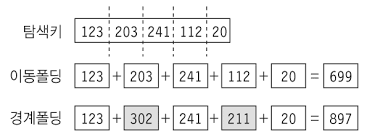 탐색키 123 203 241 112 20
이동폴딩 123 + 203 + 241 + 112 + 20 = 699
경계폴딩 123 + 302 + 241 + 211 + 20 = 897